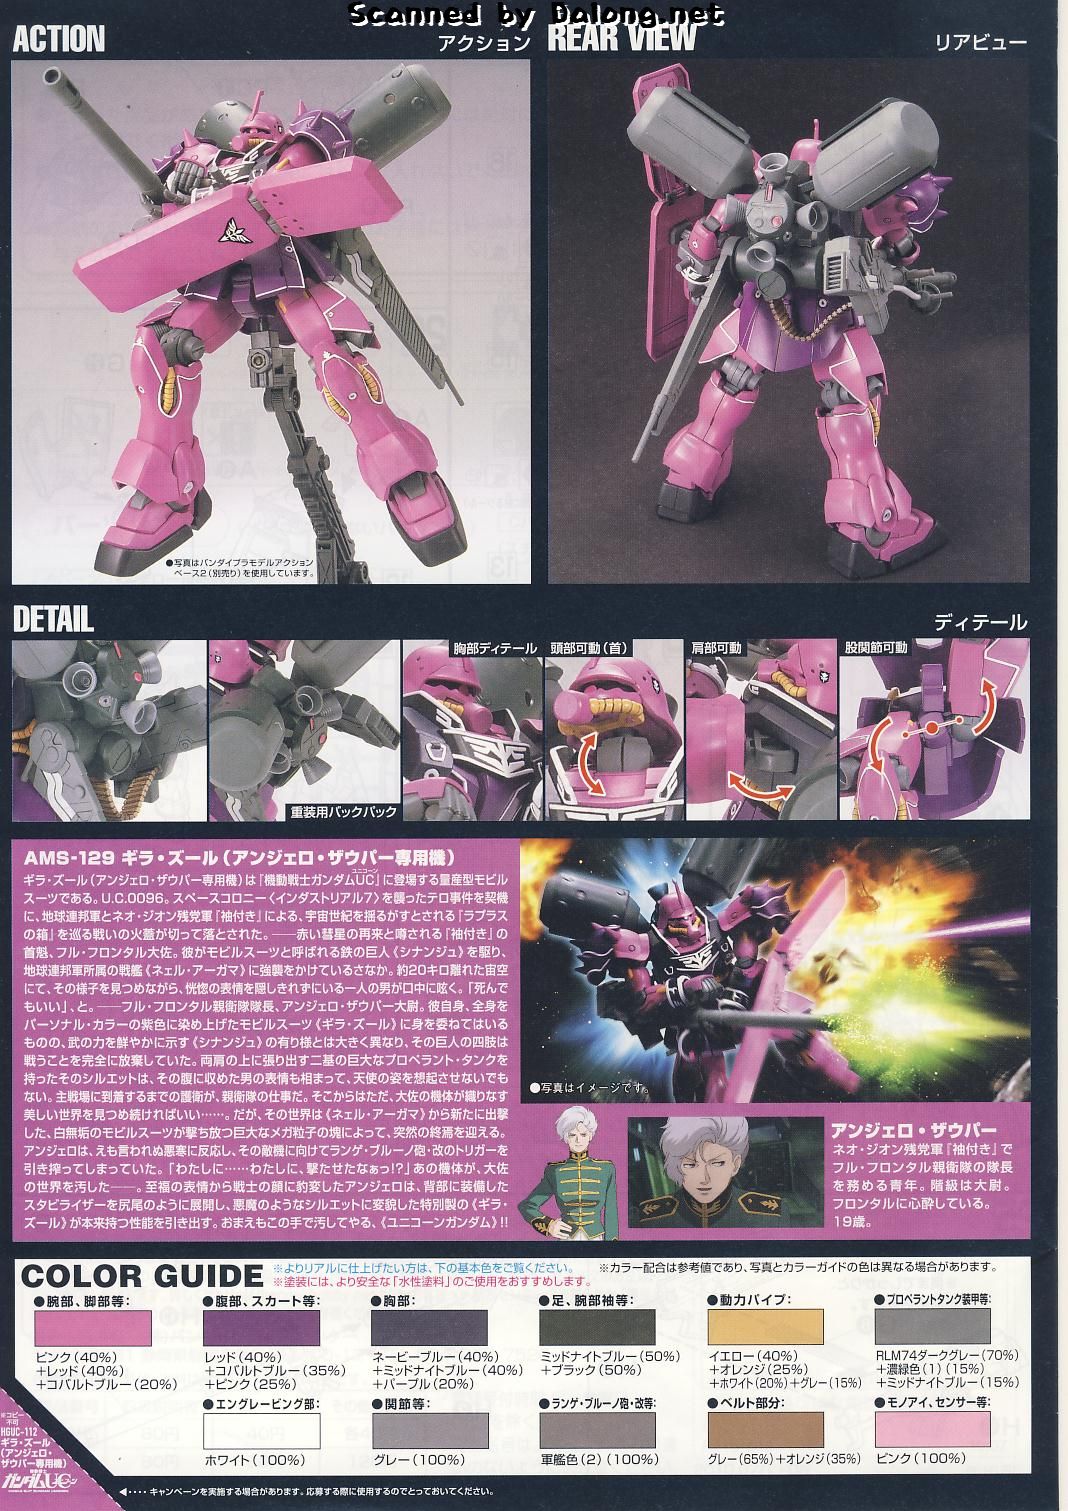 Scanned by Dalong.net
ACTION
アクション
REAR VIEW
リアビュー
●写真はバンダイプラモデルアクション
ベース2(別売り)を使用しています。
DETAIL
ディテール
重装用バックパック
胸部ディテール
頭部可動(首)
肩部可動
股関節可動
AMS-129 ギラ・ズール(アンジェロ・ザウパー専用機)
ユニコーン
ギラ・ズール(アンジェロ・ザウパー専用機)は『機動戦士ガンダムUC』に登場する量産型モビル
スーツである。U.C.0096。スペースコロニー〈インダストリアル7〉を襲ったテロ事件を契機
に、地球連邦軍とネオ・ジオン残党軍『袖付き』による、宇宙世紀を揺るがすとされる『ラプラス
の箱』を巡る戦いの火蓋が切って落とされた。――赤い彗星の再来と噂される『袖付き』の
首魁、フル・フロンタル大佐。彼がモビルスーツと呼ばれる鉄の巨人《シナンジュ》を駆り、
地球連邦軍所属の戦艦《ネェル・アーガマ》に強襲をかけているさなか。約20キロ離れた宙空
にて、その様子を見つめながら、恍惚の表情を隠しきれずにいる一人の男が口中に呟く。「死んで
もいい」、と。――フル・フロンタル親衛隊隊長、アンジェロ・ザウパー大尉。彼自身、全身を
パーソナル・カラーの紫色に染め上げたモビルスーツ《ギラ・ズール》に身を委ねてはいる
ものの、武の力を鮮やかに示す《シナンジュ》の有り様とは大きく異なり、その巨人の四肢は
戦うことを完全に放棄していた。両肩の上に張り出す二基の巨大なプロペラント・タンクを
持ったそのシルエットは、その腹に収めた男の表情も相まって、天使の姿を想起させないでも
ない。主戦場に到着するまでの護衛が、親衛隊の仕事だ。そこからはただ、大佐の機体が織りなす
美しい世界を見つめ続ければいい……。だが、その世界は《ネェル・アーガマ》から新たに出撃
した、白無垢のモビルスーツが撃ち放つ巨大なメガ粒子の塊によって、突然の終焉を迎える。
アンジェロは、えも言われぬ悪寒に反応し、その敵機に向けてランゲ・ブルーノ砲・改のトリガーを
引き搾ってしまっていた。「わたしに……わたしに、撃たせたなぁっ!?」あの機体が、大佐
の世界を汚した――。至福の表情から戦士の顔に豹変したアンジェロは、背部に装備した
スタビライザーを尻尾のように展開し、悪魔のようなシルエットに変貌した特別製の《ギラ・
ズール》が本来持つ性能を引き出す。おまえもこの手で汚してやる、《ユニコーンガンダム》!!
●写真はイメージです。
アンジェロ・ザウパー
ネオ・ジオン残党軍『袖付き』で
フル・フロンタル親衛隊の隊長
を務める青年。階級は大尉。
フロンタルに心酔している。
19歳。
COLOR GUIDE
※よりリアルに仕上げたい方は、下の基本色をご覧ください。
※塗装には、より安全な「水性塗料」のご使用をおすすめします。
※カラー配合は参考値であり、写真とカラーガイドの色は異なる場合があります。
●腕部、脚部等:
ピンク(40%)
+レッド(40%)
+コバルトブルー(20%)
●腹部、スカート等:
レッド(40%)
+コバルトブルー(35%)
+ピンク(25%)
●胸部:
ネービーブルー(40%)
+ミッドナイトブルー(40%)
+パープル(20%)
●足、腕部袖等:
ミッドナイトブルー(50%)
+ブラック(50%)
●動力パイプ:
イエロー(40%)
+オレンジ(25%)
+ホワイト(20%)+グレー(15%)
●プロペラントタンク装甲等:
RLM74ダークグレー(70%)
+濃緑色(1)(15%)
+ミッドナイトブルー(15%)
●エングレービング部:
ホワイト(100%)
●関節等:
グレー(100%)
●ランゲ・ブルーノ砲・改等:
軍艦色(2)(100%)
●ベルト部分:
グレー(65%)+オレンジ(35%)
●モノアイ、センサー等:
ピンク(100%)
※コピー
不可
HGUC-112
ギラ・ズール
(アンジェロ・
ザウパー専用機)
機動戦士
ガンダムUC
◀・・・・キャンペーンを実施する場合があります。応募する際に使用するのでとっておいてください。